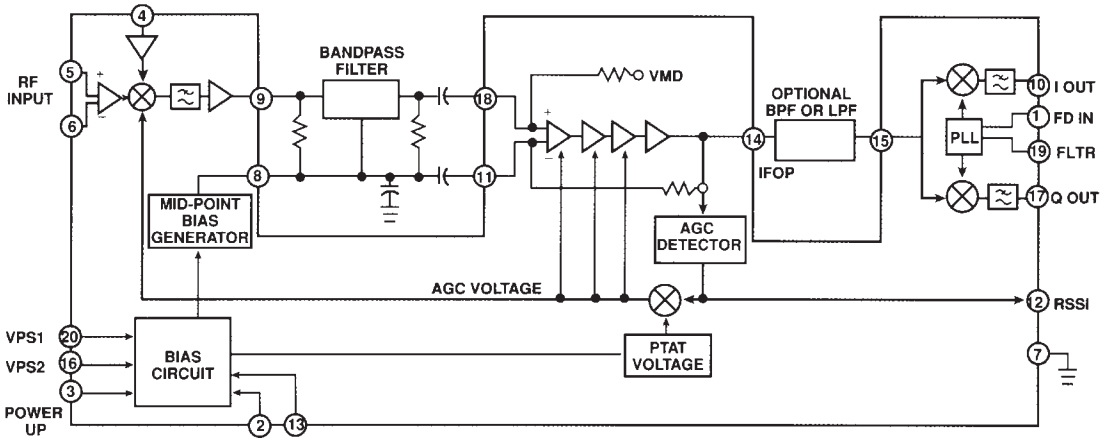 4
5
+
RF
INPUT
6
−
9
BANDPASS
FILTER
18
VMD
+
−
11
8
MID-POINT
BIAS
GENERATOR
14
IFOP
OPTIONAL
BPF OR LPF
15
10
I OUT
1
FD IN
PLL
19
FLTR
17
Q OUT
AGC
DETECTOR
AGC VOLTAGE
12
RSSI
VPS1
20
VPS2
16
3
POWER
UP
BIAS
CIRCUIT
PTAT
VOLTAGE
7
2
13